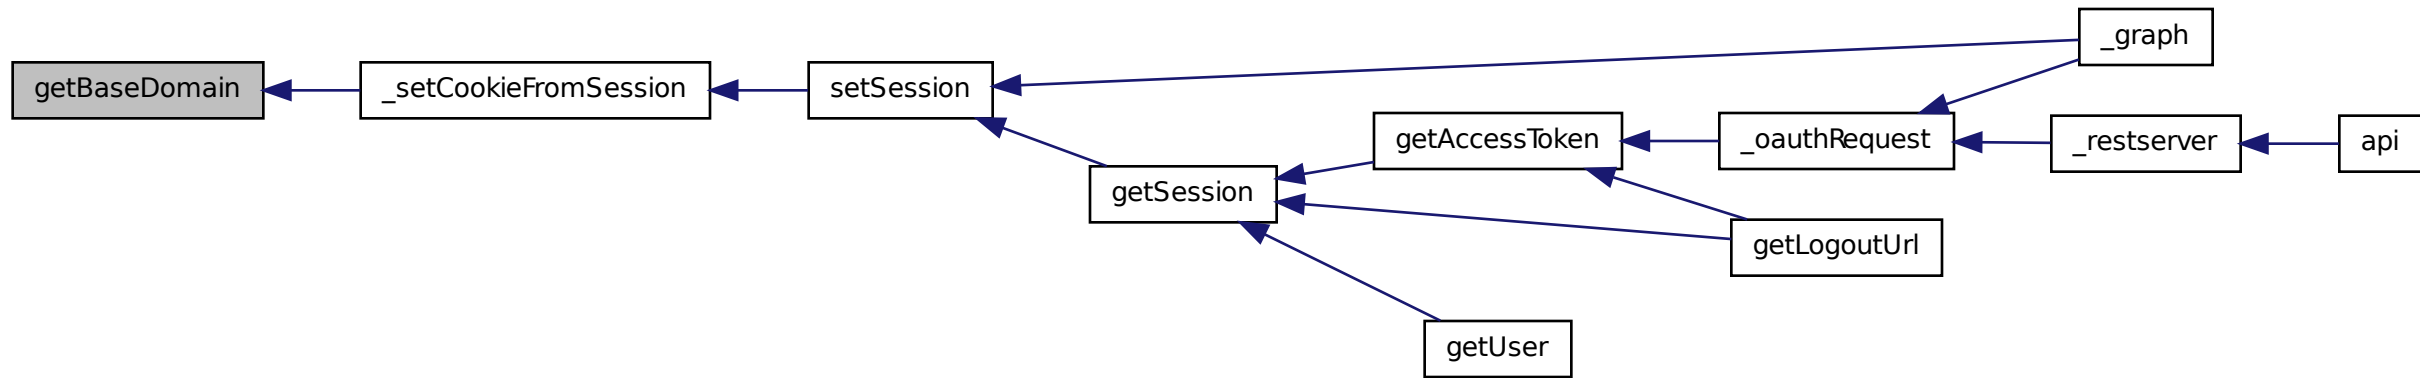 getBaseDomain
_setCookieFromSession
setSession
getSession
getAccessToken
_oauthRequest
_graph
_restserver
api
getLogoutUrl
getUser